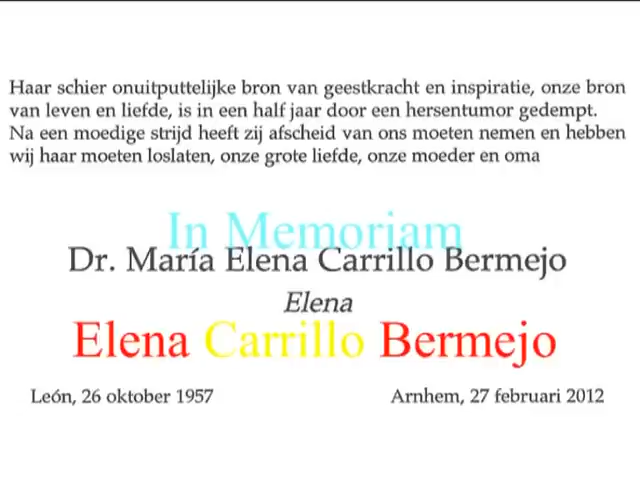 Haar schier onuitputtelijke bron van geestkracht en inspiratie, onze bron
van leven en liefde, is in een half jaar door een hersentumor gedempt.
Na een moedige strijd heeft zij afscheid van ons moeten nemen en hebben
wij haar moeten loslaten, onze grote liefde, onze moeder en oma
In Memoriam
Dr. María Elena Carrillo Bermejo
Elena
Elena Carrillo Bermejo
León, 26 oktober 1957
Arnhem, 27 februari 2012